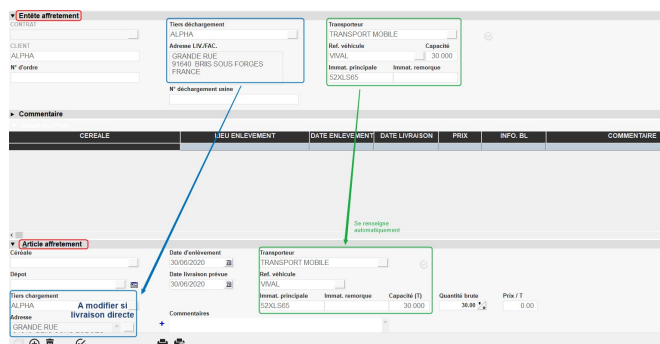 Entête affretement
CONTRAT
Tiers déchargement
Transporteur
ALPHA
TRANSPORT MOBILE
CLIENT
Adresse LIV./FAC.
Ref. véhicule
Capacité
ALPHA
GRANDE RUE
VIVAL
30.000
91640 BRIIS SOUS FORGES
N° d'ordre
FRANCE
Immat. principale
Immat. remorque
52XLS65
N° déchargement usine
Commentaire
CEREALE
LIEU ENLEVEMENT
DATE ENLEVEMENT
DATE LIVRAISON
PRIX
INFO. BL
COMMENTAIRE
Se renseigne
automatiquement
Article affretement
Céréale
Date d'enlèvement
Transporteur
30/06/2020
TRANSPORT MOBILE
Dépot
Date livraison prévue
Ref. véhicule
30/06/2020
VIVAL
Tiers chargement
Immat. principale
Immat. remorque
Capacité (T)
Quantité brute
Prix / T
ALPHA
A modifier si
livraison directe
52XLS65
30.000
30.00
0.00
Adresse
Commentaires
GRANDE RUE